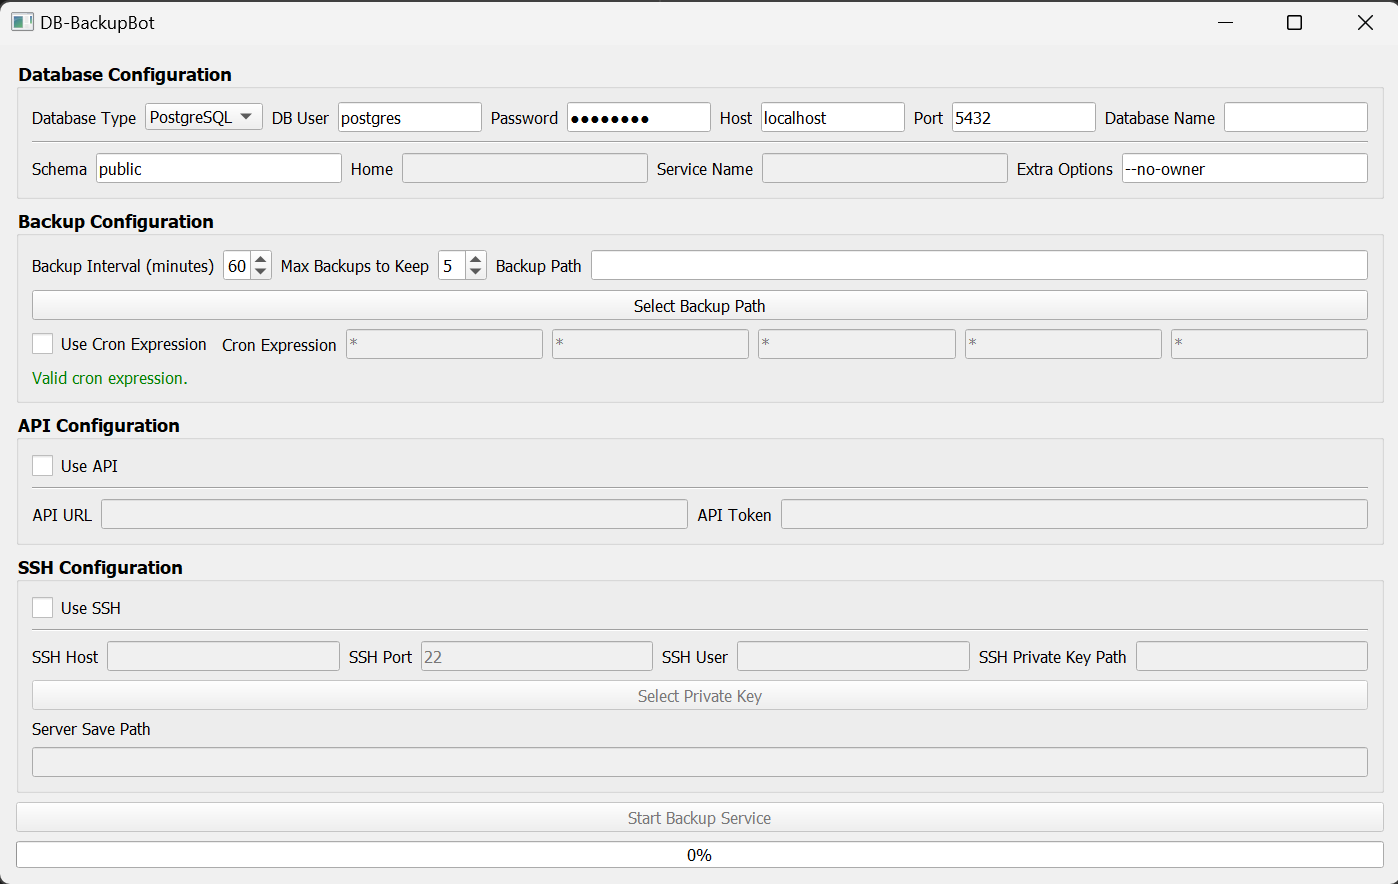 DB-BackupBot
Database Configuration
Database Type PostgreSQL DB User postgres Password ●●●●●●●● Host localhost Port 5432 Database Name
Schema public Home Service Name Extra Options --no-owner
Backup Configuration
Backup Interval (minutes) 60 Max Backups to Keep 5 Backup Path
Select Backup Path
Use Cron Expression Cron Expression * * * * *
Valid cron expression.
API Configuration
Use API
API URL API Token
SSH Configuration
Use SSH
SSH Host SSH Port 22 SSH User SSH Private Key Path
Select Private Key
Server Save Path
Start Backup Service
0%